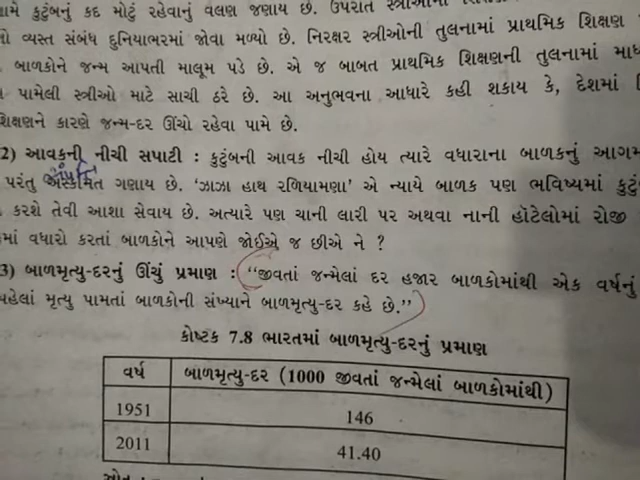 કુટુંબનું કદ મોટું રહેવાનું વલણ જણાય છે. ઉપરાંત
વ્યસ્ત સંબંધ દુનિયાભરમાં જોવા મળ્યો છે. નિરક્ષર સ્ત્રીઓની તુલનામાં પ્રાથમિક શિક્ષણ
બાળકોને જન્મ આપતી માલૂમ પડે છે. એ જ બાબત પ્રાથમિક શિક્ષણની તુલનામાં
પામેલી સ્ત્રીઓ માટે સાચી ઠરે છે. આ અનુભવના આધારે કહી શકાય કે, દેશમાં
શિક્ષણને કારણે જન્મ-દર ઊંચો રહેવા પામે છે.
2) આવકની નીચી સપાટી : કુટુંબની આવક નીચી હોય ત્યારે વધારાના બાળકનું
પરંતુ સંપત્તિ ગણાય છે. 'ઝાઝા હાથ રળિયામણા' એ ન્યાયે બાળક પણ ભવિષ્યમાં
કરશે તેવી આશા સેવાય છે. અત્યારે પણ ચાની લારી પર અથવા નાની હૉટેલોમાં રોજી
વધારો કરતાં બાળકોને આપણે જોઈએ જ છીએ ને ?
3) બાળમૃત્યુ-દરનું ઊંચું પ્રમાણ : "જીવતાં જન્મેલાં દર હજાર બાળકોમાંથી એક વર્ષનું
પહેલાં મૃત્યુ પામતાં બાળકોની સંખ્યાને બાળમૃત્યુ-દર કહે છે."
કોષ્ટક 7.8 ભારતમાં બાળમૃત્યુ-દરનું પ્રમાણ
વર્ષ બાળમૃત્યુ-દર (1000 જીવતાં જન્મેલાં બાળકોમાંથી)
1951 146
2011 41.40